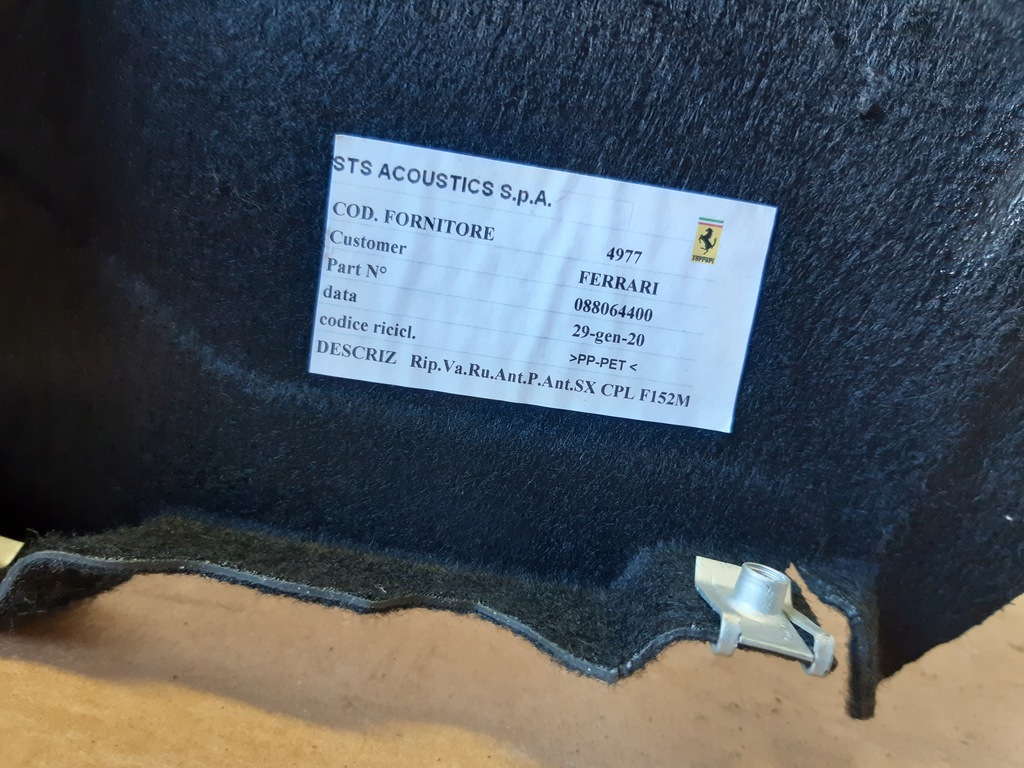 STS ACOUSTICS S.p.A.
COD. FORNITORE 4977
Customer FERRARI
Part N° 088064400
data 29-gen-20
codice ricicl. >PP-PET<
DESCRIZ Rip.Va.Ru.Ant.P.Ant.SX CPL F152M
Ferrari